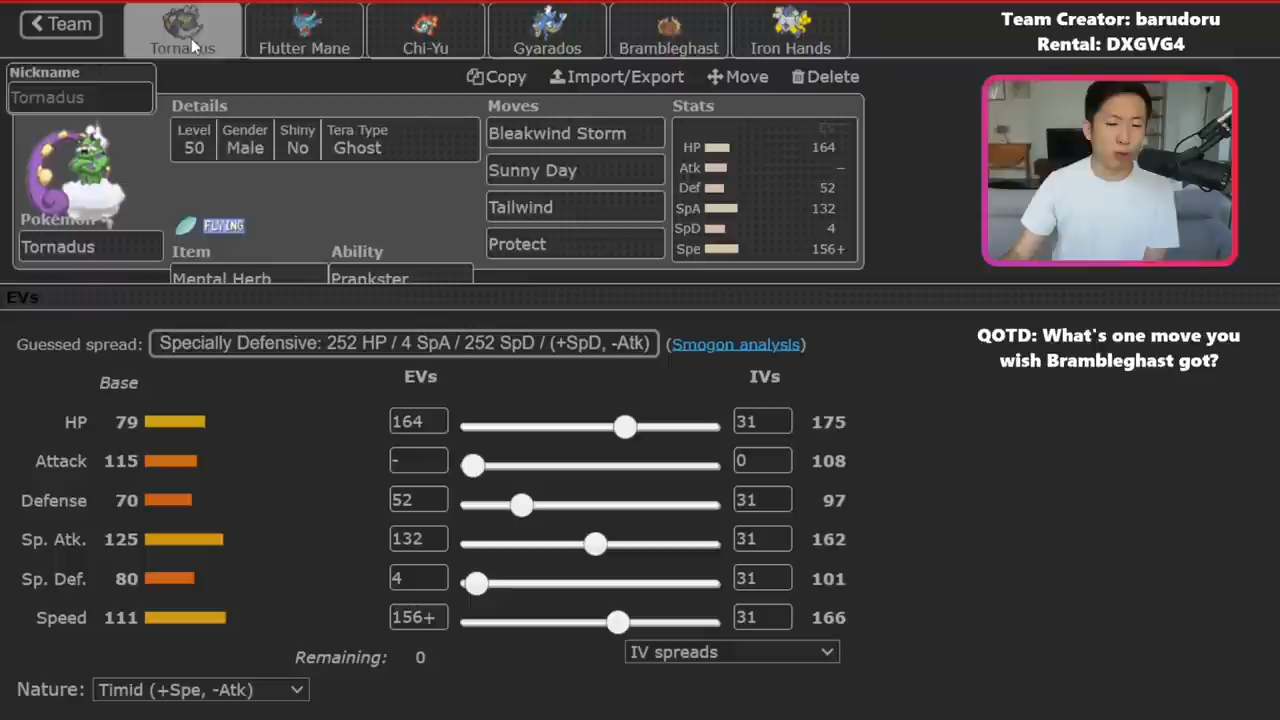 Team
Tornadus
Flutter Mane
Chi-Yu
Gyarados
Brambleghast
Iron Hands
Team Creator: barudoru
Rental: DXGVG4
Nickname
Tornadus
Copy
Import/Export
Move
Delete
Details
Level
50
Gender
Male
Shiny
No
Tera Type
Ghost
Moves
Bleakwind Storm
Sunny Day
Tailwind
Protect
Stats
EV
HP 164
Atk –
Def 52
SpA 132
SpD 4
Spe 156+
Pokémon
Tornadus
FLYING
Item
Mental Herb
Ability
Prankster
EVs
Guessed spread: Specially Defensive: 252 HP / 4 SpA / 252 SpD / (+SpD, -Atk) (Smogon analysis)
Base EVs IVs
HP 79 164 31 175
Attack 115 - 0 108
Defense 70 52 31 97
Sp. Atk. 125 132 31 162
Sp. Def. 80 4 31 101
Speed 111 156+ 31 166
Remaining: 0
IV spreads
Nature: Timid (+Spe, -Atk)
QOTD: What's one move you
wish Brambleghast got?